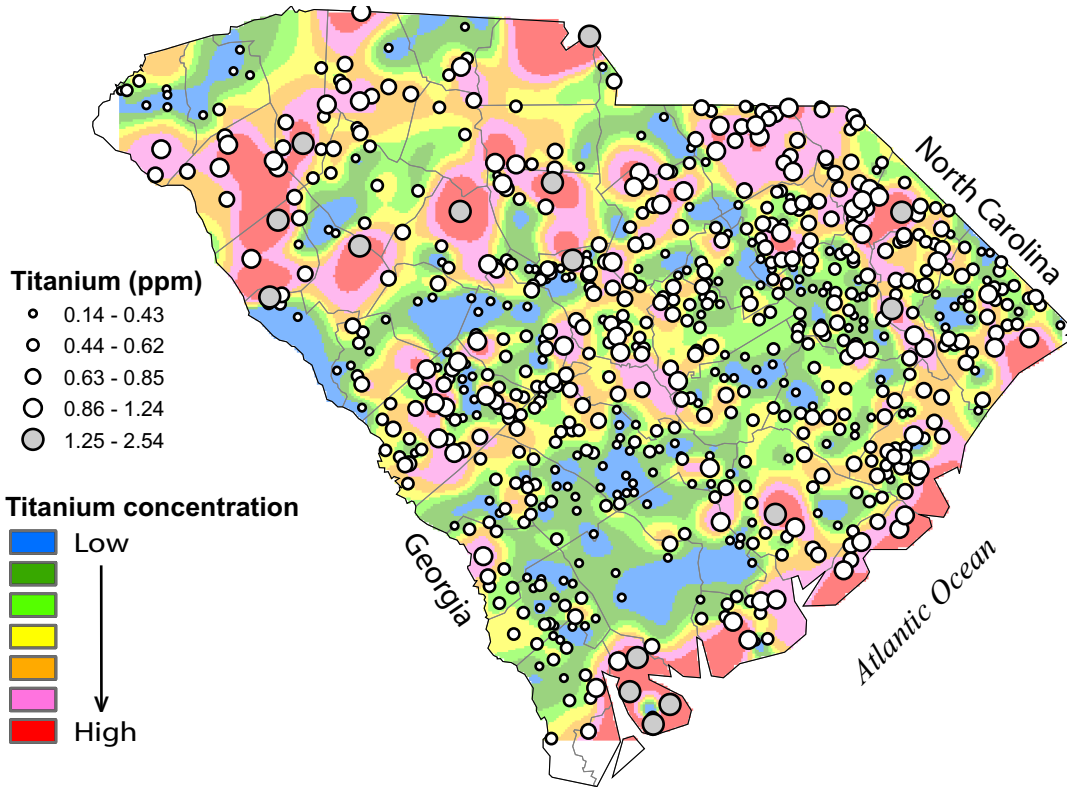 North Carolina
Titanium (ppm)
0.14 - 0.43
0.44 - 0.62
0.63 - 0.85
0.86 - 1.24
1.25 - 2.54
Titanium concentration
Low
High
Georgia
Atlantic Ocean